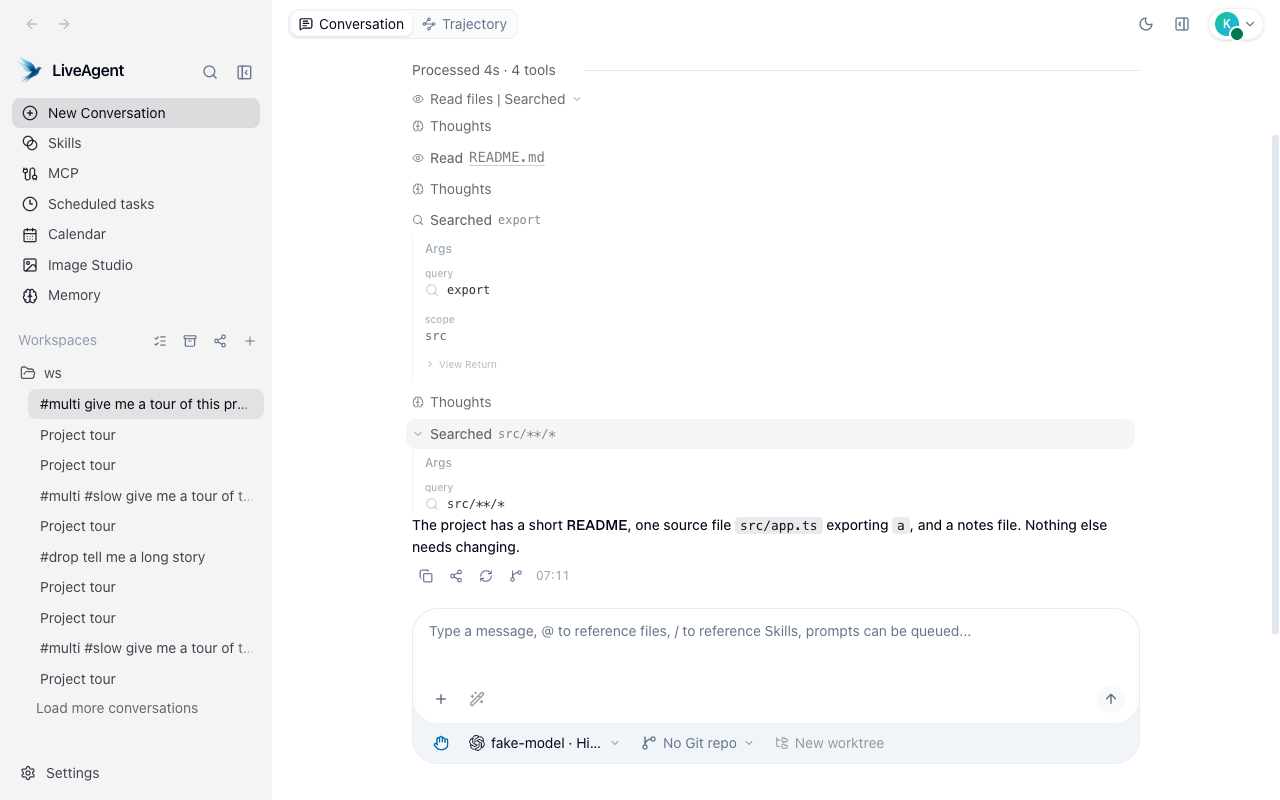 Conversation
Trajectory
K
LiveAgent
New Conversation
Skills
MCP
Scheduled tasks
Calendar
Image Studio
Memory
Workspaces
ws
#multi give me a tour of this pr...
Project tour
Project tour
#multi #slow give me a tour of t...
Project tour
#drop tell me a long story
Project tour
Project tour
#multi #slow give me a tour of t...
Project tour
Load more conversations
Settings
Processed 4s · 4 tools
Read files | Searched
Thoughts
Read README.md
Thoughts
Searched export
Args
query
export
scope
src
View Return
Thoughts
Searched src/**/*
Args
query
src/**/*
The project has a short README, one source file src/app.ts exporting a, and a notes file. Nothing else
needs changing.
07:11
Type a message, @ to reference files, / to reference Skills, prompts can be queued...
fake-model · Hi...
No Git repo
New worktree